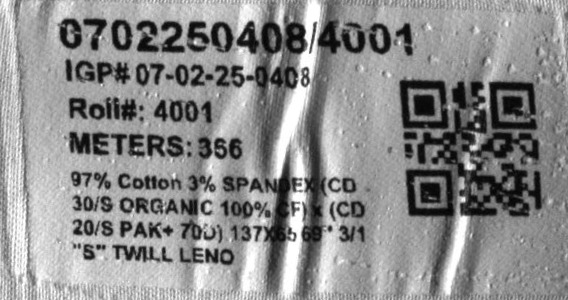 0702250408/4001
IGP# 07-02-25-0408
Roll#: 4001
METERS: 366
97% Cotton 3% SPANDEX (CD
30/S ORGANIC 100% CF) x (CD
20/S PAK+ 70D) 137X65 69" 3/1
"S" TWILL LENO